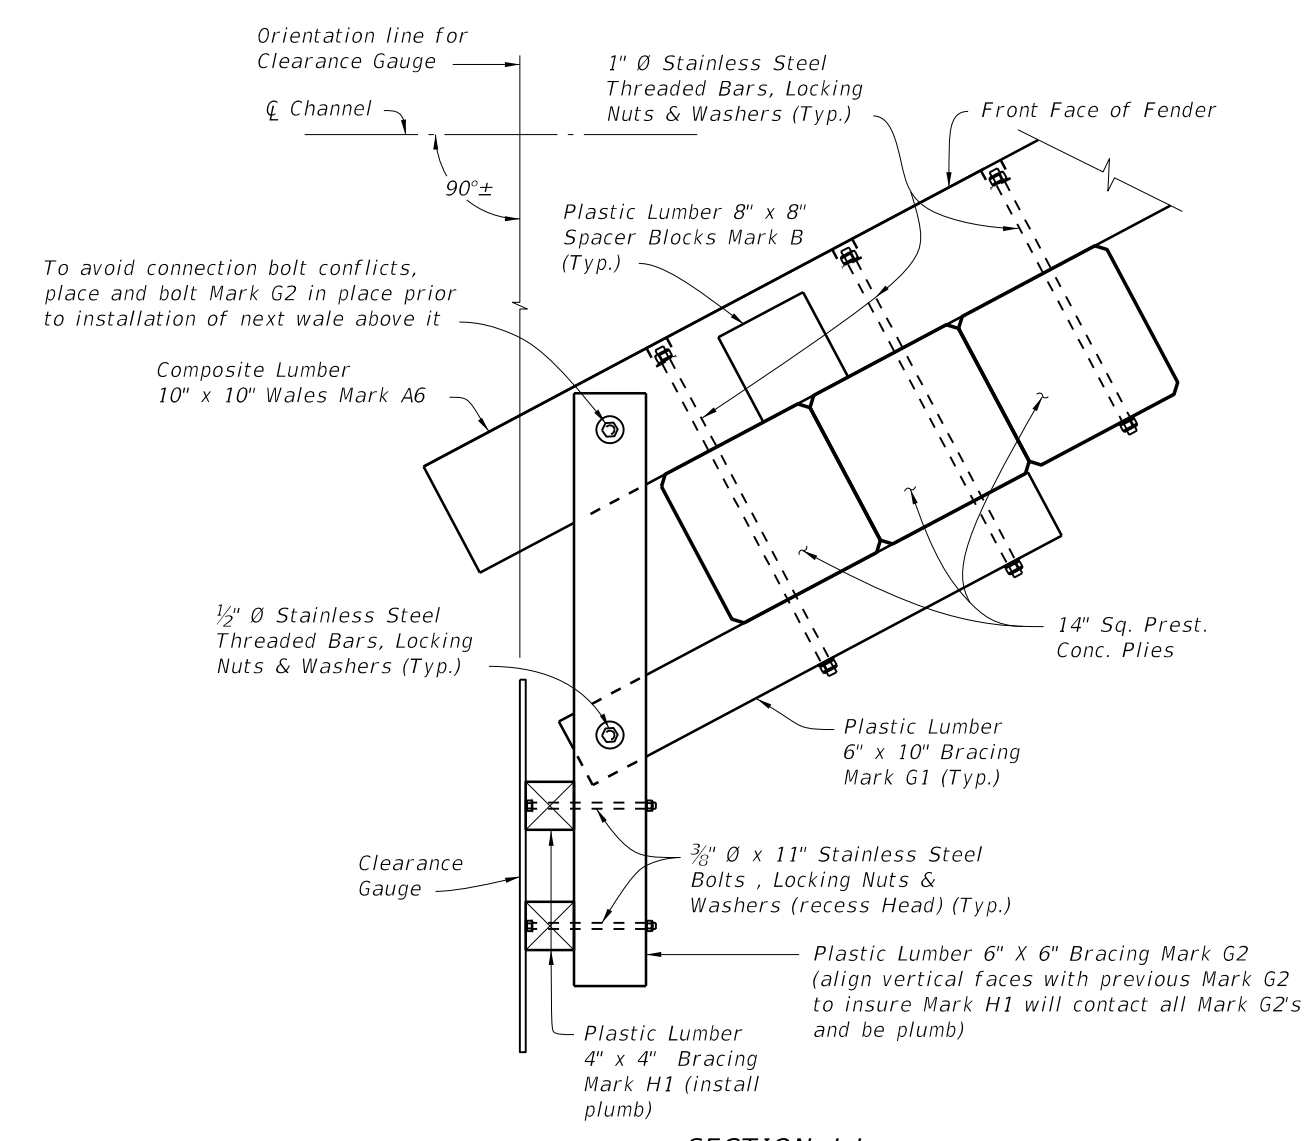 Orientation line for
Clearance Gauge
℄ Channel
90°±
1" Ø Stainless Steel
Threaded Bars, Locking
Nuts & Washers (Typ.)
Front Face of Fender
Plastic Lumber 8" x 8"
Spacer Blocks Mark B
(Typ.)
To avoid connection bolt conflicts,
place and bolt Mark G2 in place prior
to installation of next wale above it
Composite Lumber
10" x 10" Wales Mark A6
½" Ø Stainless Steel
Threaded Bars, Locking
Nuts & Washers (Typ.)
14" Sq. Prest.
Conc. Plies
Plastic Lumber
6" x 10" Bracing
Mark G1 (Typ.)
Clearance
Gauge
⅜" Ø x 11" Stainless Steel
Bolts , Locking Nuts &
Washers (recess Head) (Typ.)
Plastic Lumber 6" X 6" Bracing Mark G2
(align vertical faces with previous Mark G2
to insure Mark H1 will contact all Mark G2's
and be plumb)
Plastic Lumber
4" x 4" Bracing
Mark H1 (install
plumb)
SECTION